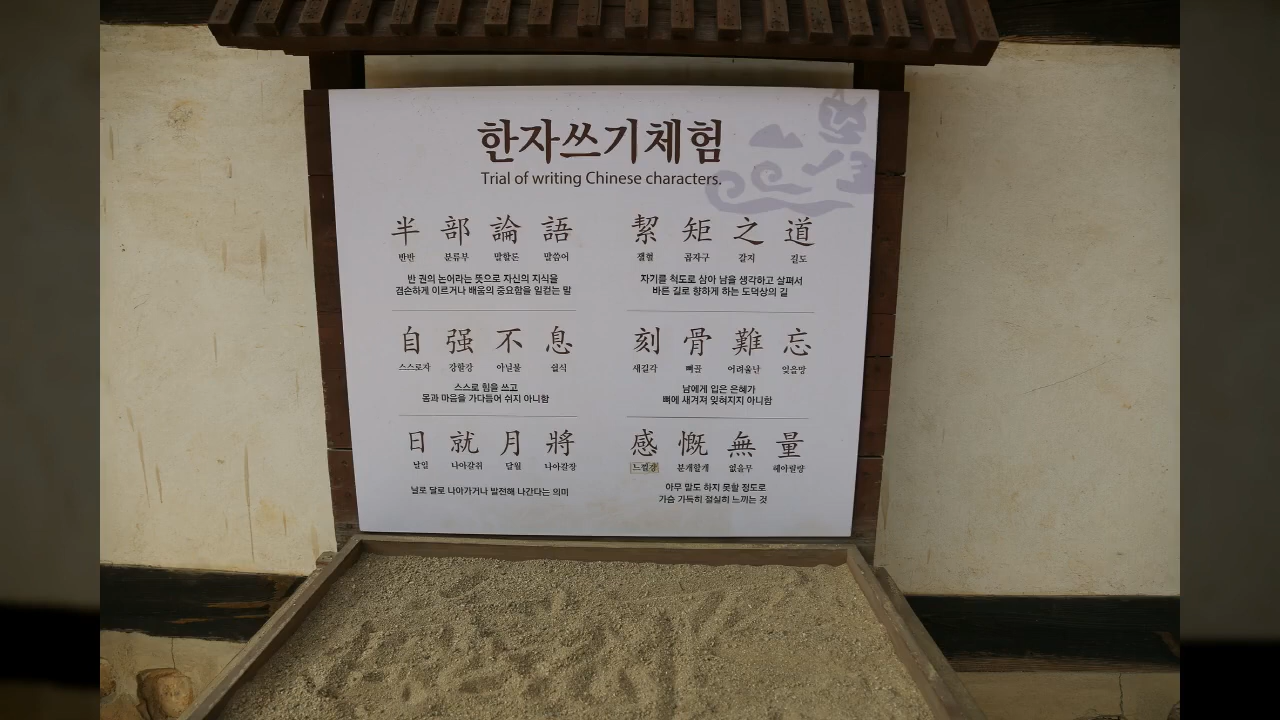 한자쓰기체험
Trial of writing Chinese characters.
半 部 論 語
반반 분류부 말할론 말씀어
반 권의 논어라는 뜻으로 자신의 지식을
겸손하게 이르거나 배움의 중요함을 일컫는 말
自 强 不 息
스스로자 강할강 아닐불 쉴식
스스로 힘을 쓰고
몸과 마음을 가다듬어 쉬지 아니함
日 就 月 將
날일 나아갈취 달월 나아갈장
날로 달로 나아가거나 발전해 나간다는 의미
絜 矩 之 道
잴혈 곱자구 갈지 길도
자기를 척도로 삼아 남을 생각하고 살펴서
바른 길로 향하게 하는 도덕상의 길
刻 骨 難 忘
새길각 뼈골 어려울난 잊을망
남에게 입은 은혜가
뼈에 새겨져 잊혀지지 아니함
感 慨 無 量
느낄감 분개할개 없을무 헤아릴량
아무 말도 하지 못할 정도로
가슴 가득히 절실히 느끼는 것